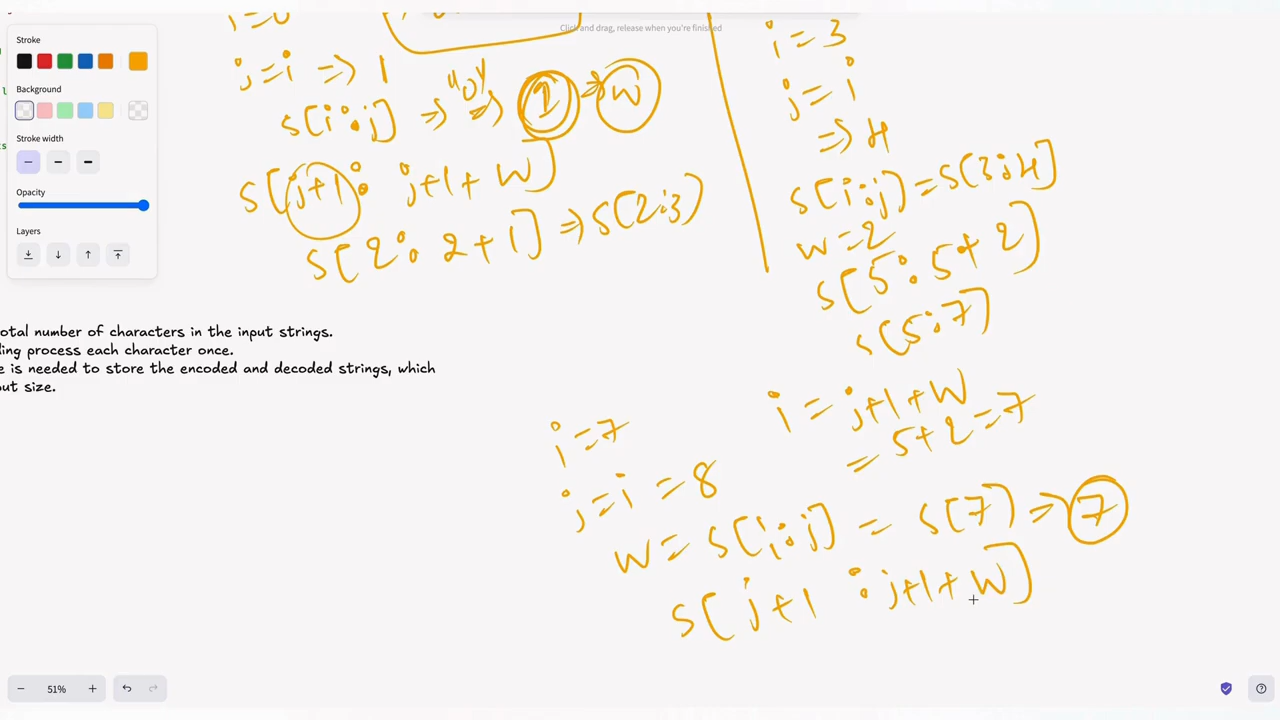 Click and drag, release when you're finished
Stroke
Background
Stroke width
Opacity
Layers
i=0
j=i => 1
s[i:j] => "0" => 1 → W
s[j+1: j+1+W]
s[2: 2+1] => s[2:3]
i=3
j=i
=> 4
s[i:j] = s[3:4]
W=2
s[5:5+2]
s[5:7]
otal number of characters in the input strings.
ding process each character once.
e is needed to store the encoded and decoded strings, which
put size.
i = j+1+W
= 5+2=7
i=7
j=i =8
W= s[i:j] = s[7] => 7
s[j+1 : j+1+W]
51%